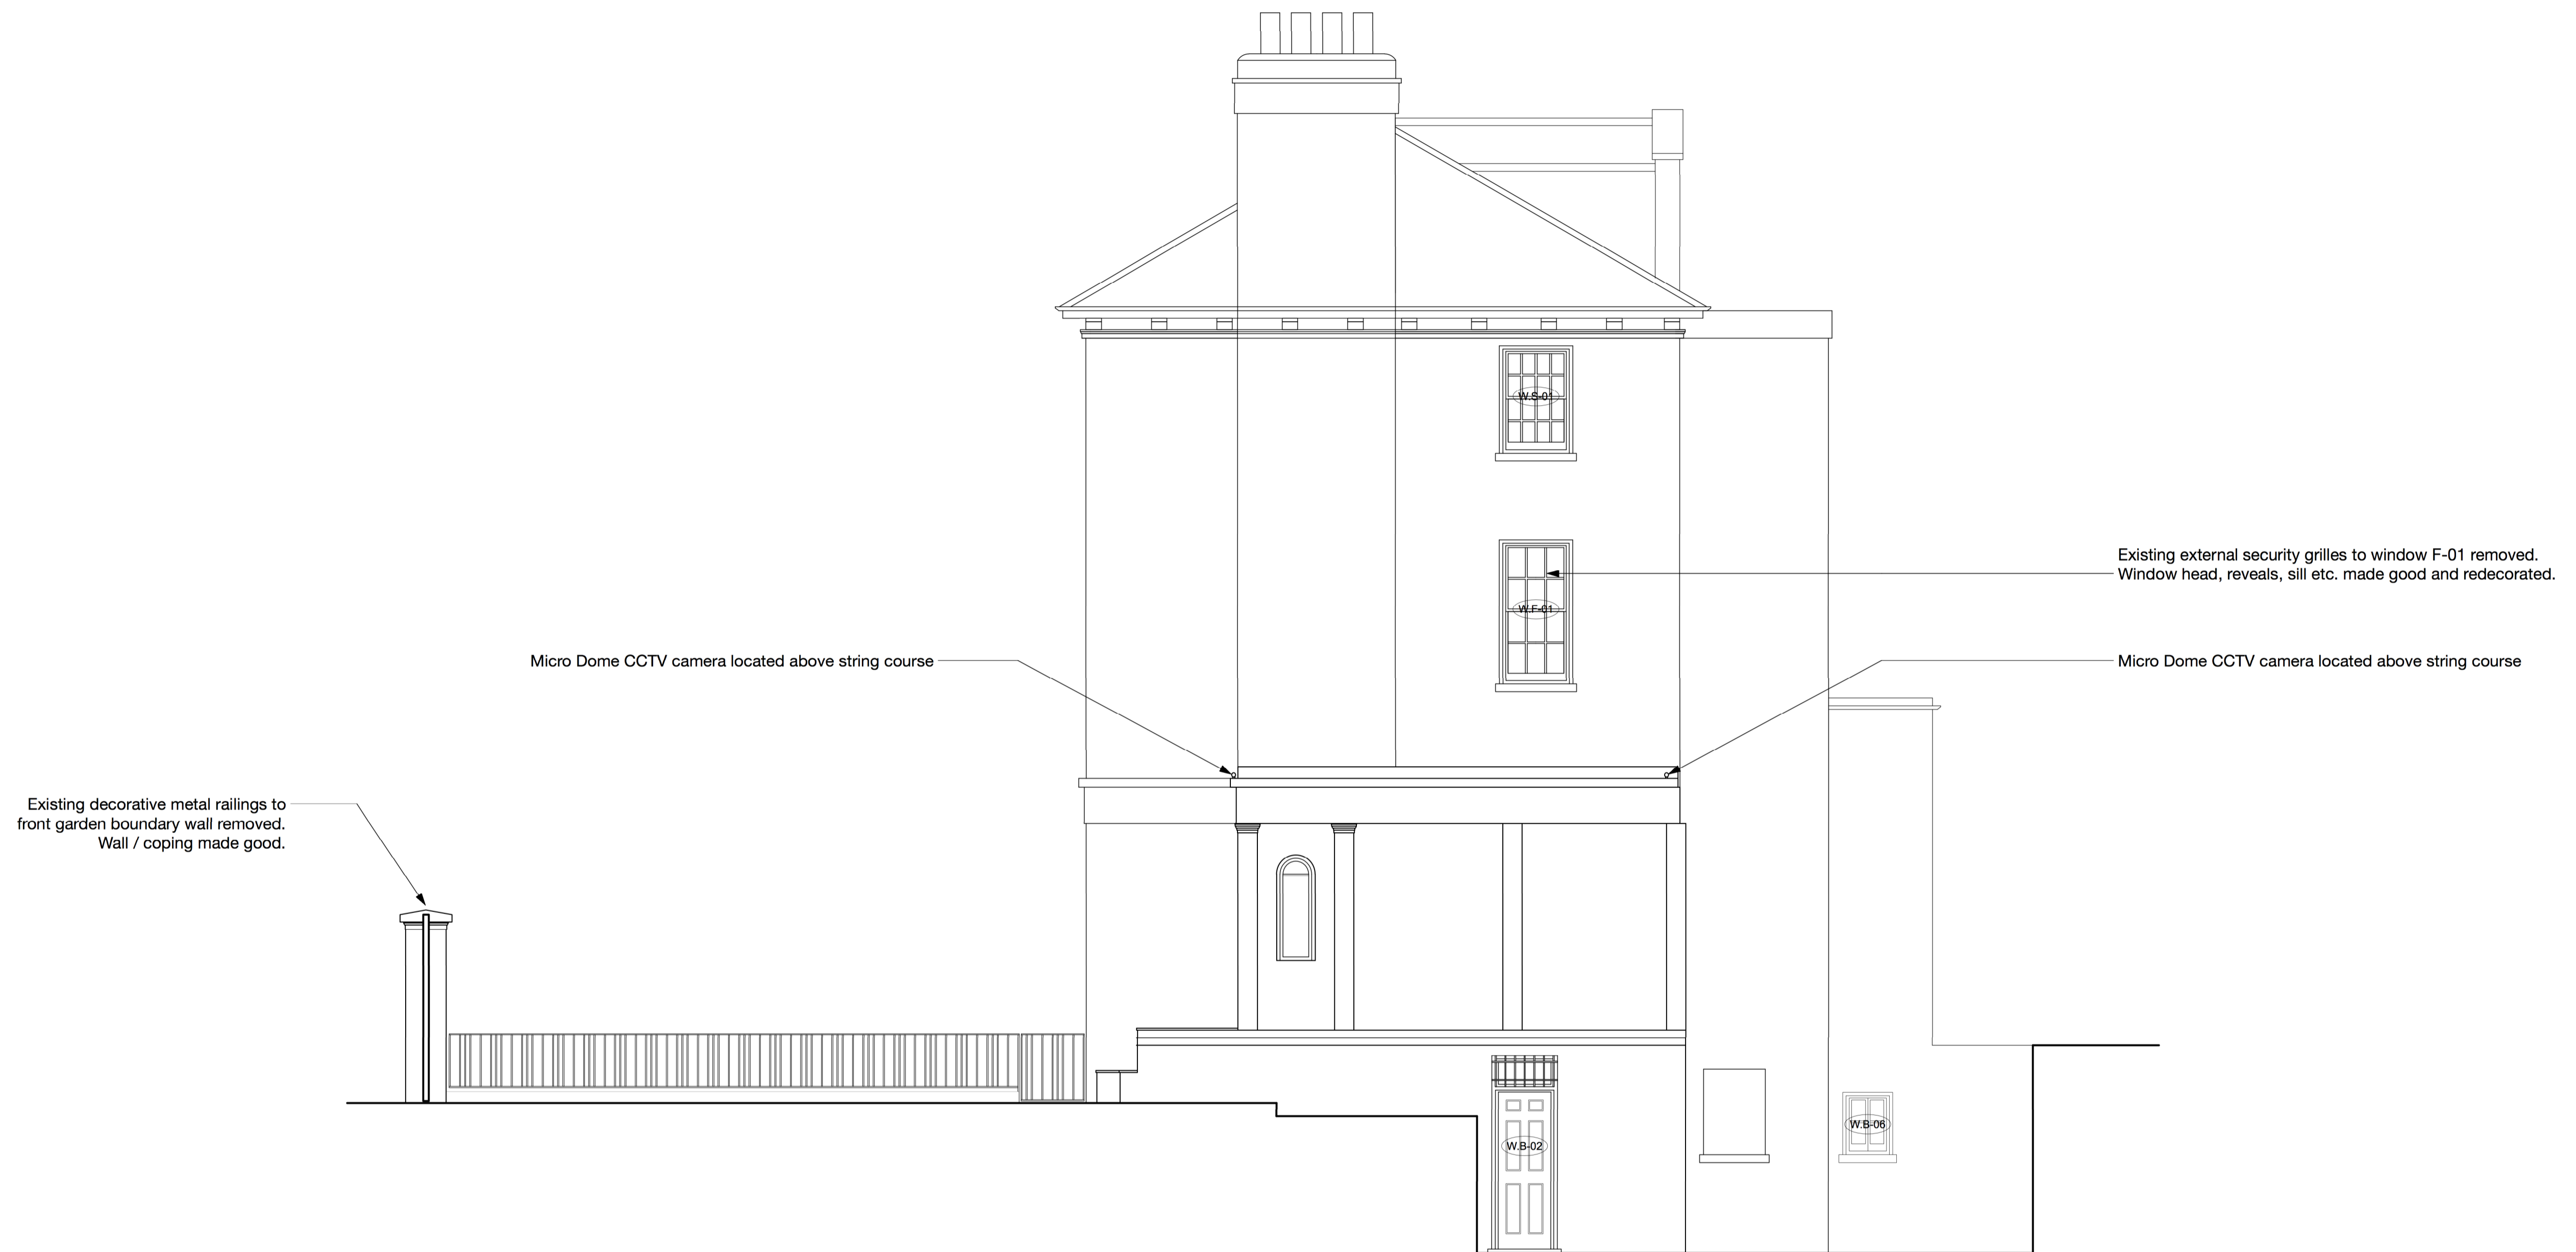 W.S-01
Existing external security grilles to window F-01 removed.
Window head, reveals, sill etc. made good and redecorated.
W.F-01
Micro Dome CCTV camera located above string course
Micro Dome CCTV camera located above string course
Existing decorative metal railings to
front garden boundary wall removed.
Wall / coping made good.
W.B-06
W.B-02